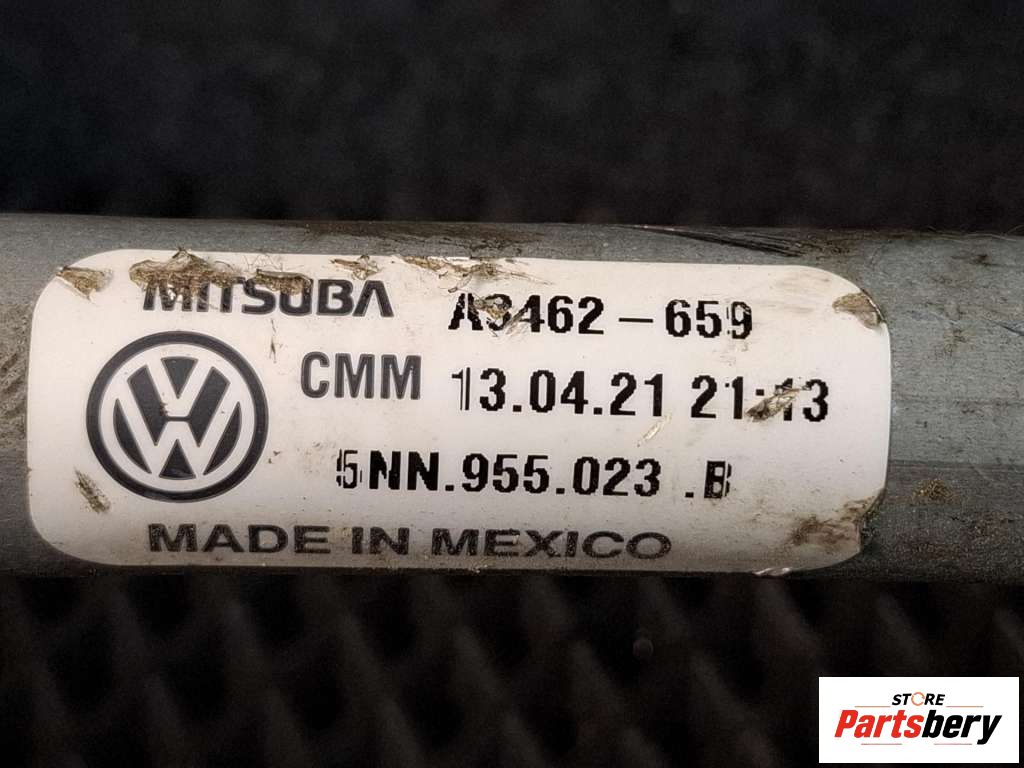 MITSUBA A3462-659
CMM 13.04.21 21:13
5NN.955.023 .B
MADE IN MEXICO
STORE
Partsbery